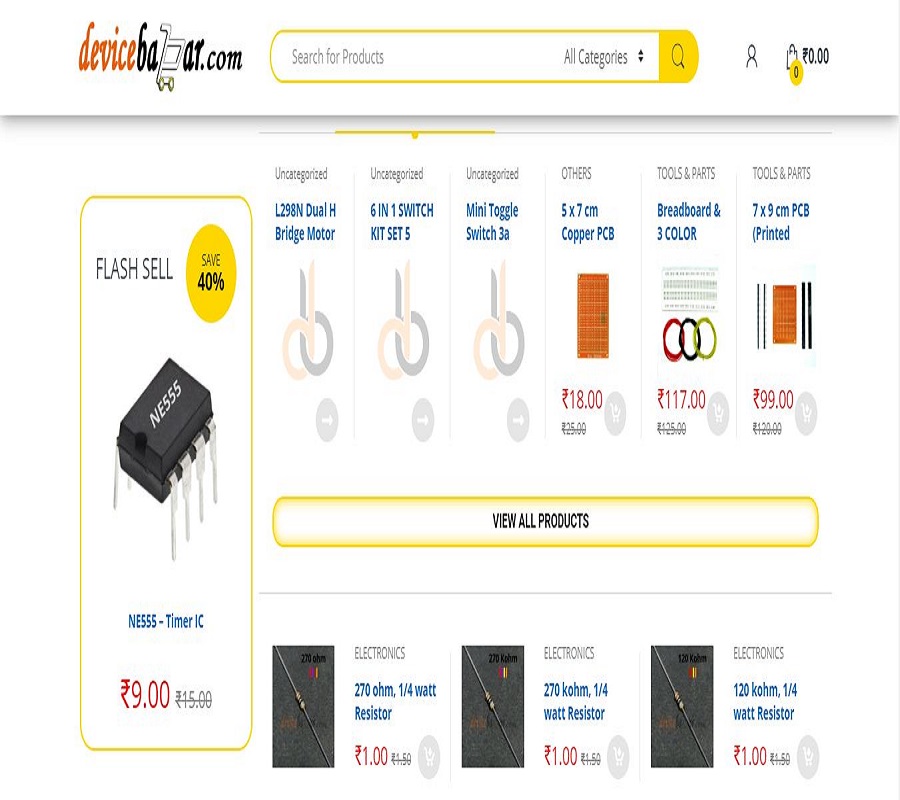 devicebazar.com
Search for Products
All Categories
₹0.00
0
Uncategorized
L298N Dual H
Bridge Motor
Uncategorized
6 IN 1 SWITCH
KIT SET 5
Uncategorized
Mini Toggle
Switch 3a
OTHERS
5 x 7 cm
Copper PCB
₹18.00
₹25.00
TOOLS & PARTS
Breadboard &
3 COLOR
₹117.00
₹125.00
TOOLS & PARTS
7 x 9 cm PCB
(Printed
₹99.00
₹120.00
FLASH SELL
SAVE
40%
NE555
NE555 – Timer IC
₹9.00 ₹15.00
db
db
db
VIEW ALL PRODUCTS
270 ohm
ELECTRONICS
270 ohm, 1/4 watt
Resistor
₹1.00 ₹1.50
270 Kohm
ELECTRONICS
270 kohm, 1/4
watt Resistor
₹1.00 ₹1.50
120 Kohm
ELECTRONICS
120 kohm, 1/4
watt Resistor
₹1.00 ₹1.50